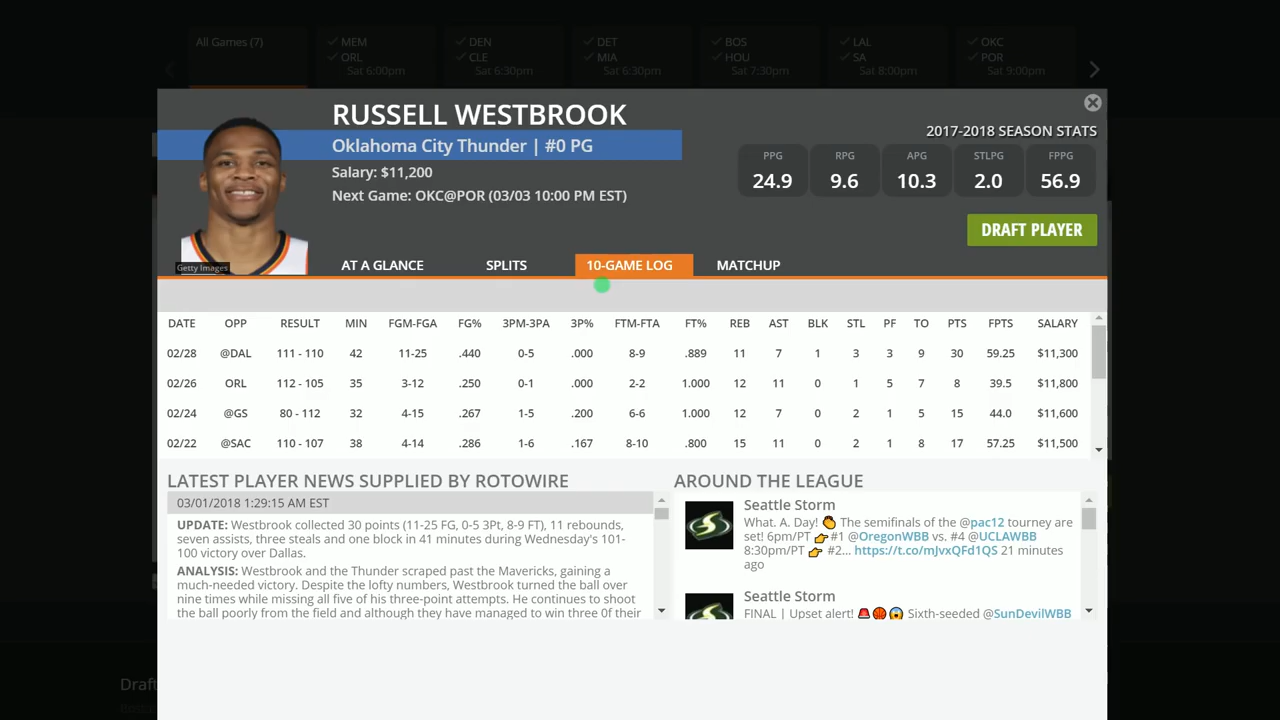 All Games (7)
MEM
ORL
Sat 6:00pm
DEN
CLE
Sat 6:30pm
DET
MIA
Sat 6:30pm
BOS
HOU
Sat 7:30pm
LAL
SA
Sat 8:00pm
OKC
POR
Sat 9:00pm
RUSSELL WESTBROOK
Oklahoma City Thunder | #0 PG
Salary: $11,200
Next Game: OKC@POR (03/03 10:00 PM EST)
Getty Images
2017-2018 SEASON STATS
PPG RPG APG STLPG FPPG
24.9 9.6 10.3 2.0 56.9
DRAFT PLAYER
AT A GLANCE SPLITS 10-GAME LOG MATCHUP
DATE OPP RESULT MIN FGM-FGA FG% 3PM-3PA 3P% FTM-FTA FT% REB AST BLK STL PF TO PTS FPTS SALARY
02/28 @DAL 111 - 110 42 11-25 .440 0-5 .000 8-9 .889 11 7 1 3 3 9 30 59.25 $11,300
02/26 ORL 112 - 105 35 3-12 .250 0-1 .000 2-2 1.000 12 11 0 1 5 7 8 39.5 $11,800
02/24 @GS 80 - 112 32 4-15 .267 1-5 .200 6-6 1.000 12 7 0 2 1 5 15 44.0 $11,600
02/22 @SAC 110 - 107 38 4-14 .286 1-6 .167 8-10 .800 15 11 0 2 1 8 17 57.25 $11,500
LATEST PLAYER NEWS SUPPLIED BY ROTOWIRE
03/01/2018 1:29:15 AM EST
UPDATE: Westbrook collected 30 points (11-25 FG, 0-5 3Pt, 8-9 FT), 11 rebounds,
seven assists, three steals and one block in 41 minutes during Wednesday's 101-
100 victory over Dallas.
ANALYSIS: Westbrook and the Thunder scraped past the Mavericks, gaining a
much-needed victory. Despite the lofty numbers, Westbrook turned the ball over
nine times while missing all five of his three-point attempts. He continues to shoot
the ball poorly from the field and although they have managed to win three 0f their
AROUND THE LEAGUE
Seattle Storm
What. A. Day! 👏 The semifinals of the @pac12 tourney are
set! 6pm/PT 👉 #1 @OregonWBB vs. #4 @UCLAWBB
8:30pm/PT 👉 #2... https://t.co/mJvxQFd1QS 21 minutes
ago
Seattle Storm
FINAL | Upset alert! 🚨🏀😱 Sixth-seeded @SunDevilWBB
Draft